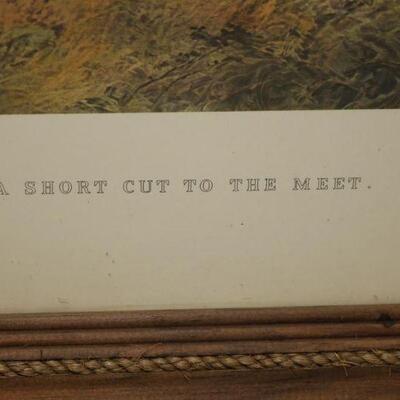 A SHORT CUT TO THE MEET.